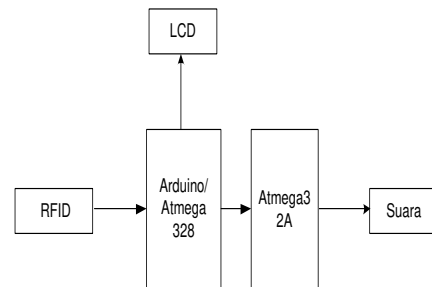 LCD
RFID
Arduino/
Atmega
328
Atmega3
2A
Suara